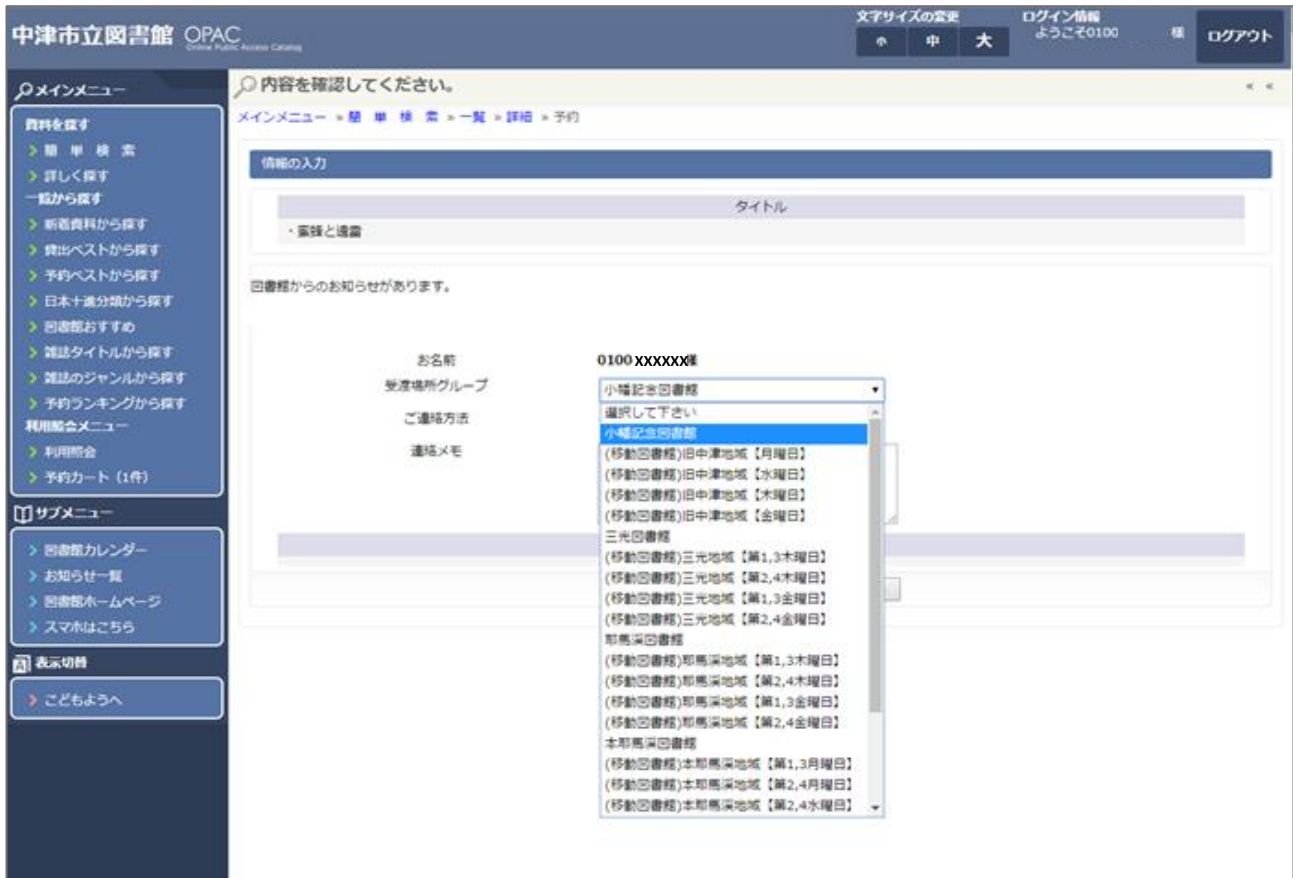 中津市立図書館 OPAC
Online Public Access Catalog
文字サイズの変更
小 中 大
ログイン情報
ようこそ0100 様
ログアウト
メインメニュー
資料を探す
簡 単 検 索
詳しく探す
一覧から探す
新着資料から探す
貸出ベストから探す
予約ベストから探す
日本十進分類から探す
図書館おすすめ
雑誌タイトルから探す
雑誌のジャンルから探す
予約ランキングから探す
利用照会メニュー
利用照会
予約カート（1件）
サブメニュー
図書館カレンダー
お知らせ一覧
図書館ホームページ
スマホはこちら
表示切替
こどもようへ
内容を確認してください。
« «
メインメニュー » 簡 単 検 索 » 一覧 » 詳細 » 予約
情報の入力
タイトル
・蜜蜂と遠雷
図書館からのお知らせがあります。
お名前 0100 XXXXXX様
受渡場所グループ 小幡記念図書館
ご連絡方法
連絡メモ
選択して下さい
小幡記念図書館
(移動図書館)旧中津地域【月曜日】
(移動図書館)旧中津地域【水曜日】
(移動図書館)旧中津地域【木曜日】
(移動図書館)旧中津地域【金曜日】
三光図書館
(移動図書館)三光地域【第1,3木曜日】
(移動図書館)三光地域【第2,4木曜日】
(移動図書館)三光地域【第1,3金曜日】
(移動図書館)三光地域【第2,4金曜日】
耶馬溪図書館
(移動図書館)耶馬溪地域【第1,3木曜日】
(移動図書館)耶馬溪地域【第2,4木曜日】
(移動図書館)耶馬溪地域【第1,3金曜日】
(移動図書館)耶馬溪地域【第2,4金曜日】
本耶馬溪図書館
(移動図書館)本耶馬溪地域【第1,3月曜日】
(移動図書館)本耶馬溪地域【第2,4月曜日】
(移動図書館)本耶馬溪地域【第2,4水曜日】